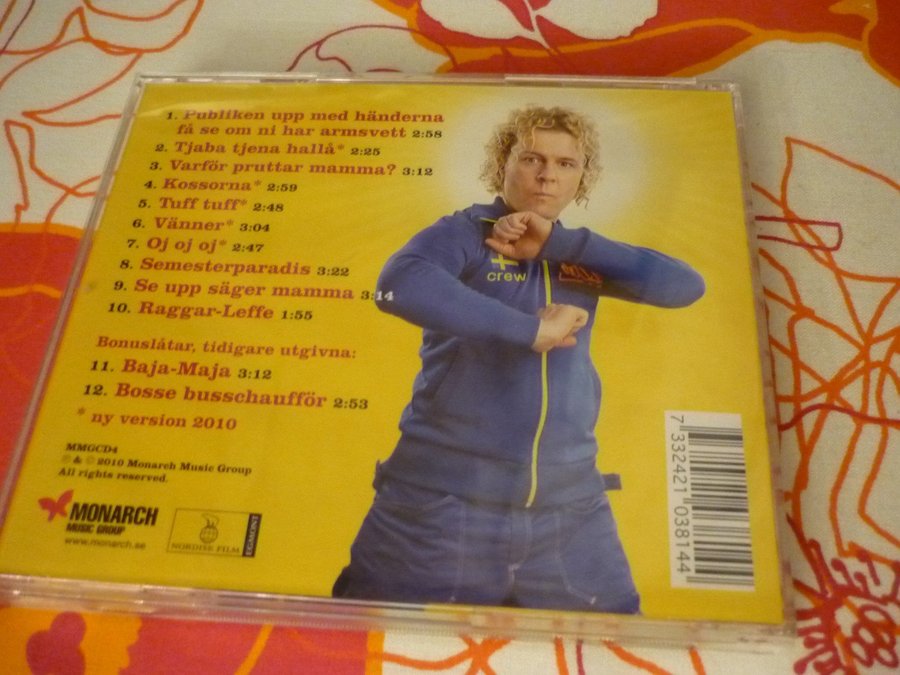 1. Publiken upp med händerna
få se om ni har armsvett 2:58
2. Tjaba tjena hallå* 2:25
3. Varför pruttar mamma? 3:12
4. Kossorna* 2:59
5. Tuff tuff* 2:48
6. Vänner* 3:04
7. Oj oj oj* 2:47
8. Semesterparadis 3:22
9. Se upp säger mamma 3:14
10. Raggar-Leffe 1:55
Bonuslåtar, tidigare utgivna:
11. Baja-Maja 3:12
12. Bosse busschaufför 2:53
* ny version 2010
MMGCD4
℗ & © 2010 Monarch Music Group
All rights reserved.
MONARCH
MUSIC GROUP
www.monarch.se
NORDISK FILM
EGMONT
crew
7 332421 038144